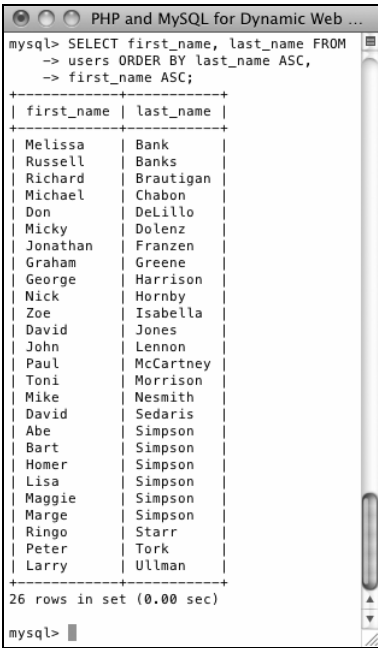 PHP and MySQL for Dynamic Web ...
mysql> SELECT first_name, last_name FROM
    -> users ORDER BY last_name ASC,
    -> first_name ASC;
+------------+------------+
| first_name | last_name  |
+------------+------------+
| Melissa    | Bank       |
| Russell    | Banks      |
| Richard    | Brautigan  |
| Michael    | Chabon     |
| Don        | DeLillo    |
| Micky      | Dolenz     |
| Jonathan   | Franzen    |
| Graham     | Greene     |
| George     | Harrison   |
| Nick       | Hornby     |
| Zoe        | Isabella   |
| David      | Jones      |
| John       | Lennon     |
| Paul       | McCartney  |
| Toni       | Morrison   |
| Mike       | Nesmith    |
| David      | Sedaris    |
| Abe        | Simpson    |
| Bart       | Simpson    |
| Homer      | Simpson    |
| Lisa       | Simpson    |
| Maggie     | Simpson    |
| Marge      | Simpson    |
| Ringo      | Starr      |
| Peter      | Tork       |
| Larry      | Ullman     |
+------------+------------+
26 rows in set (0.00 sec)
mysql>